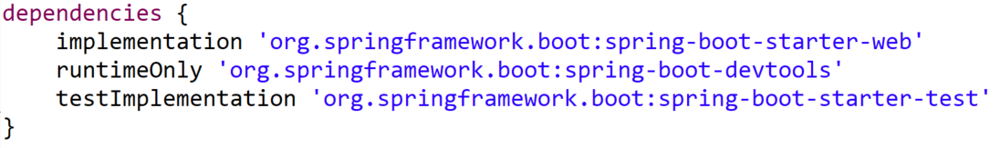 dependencies {
    implementation 'org.springframework.boot:spring-boot-starter-web'
    runtimeOnly 'org.springframework.boot:spring-boot-devtools'
    testImplementation 'org.springframework.boot:spring-boot-starter-test'
}